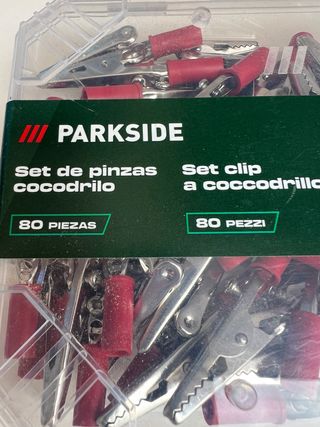 /// PARKSIDE
Set de pinzas
cocodrilo
80 PIEZAS
Set clip
a coccodrillo
80 PEZZI